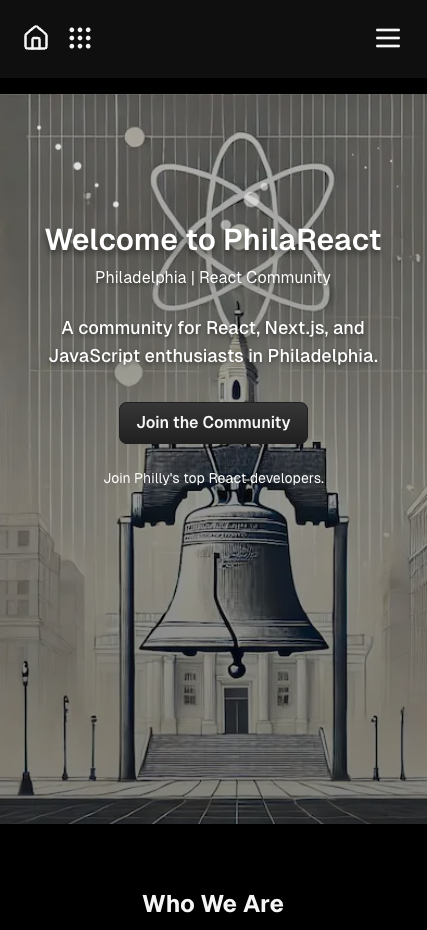 Welcome to PhilaReact
Philadelphia | React Community
A community for React, Next.js, and
JavaScript enthusiasts in Philadelphia.
Join the Community
Join Philly's top React developers.
Who We Are